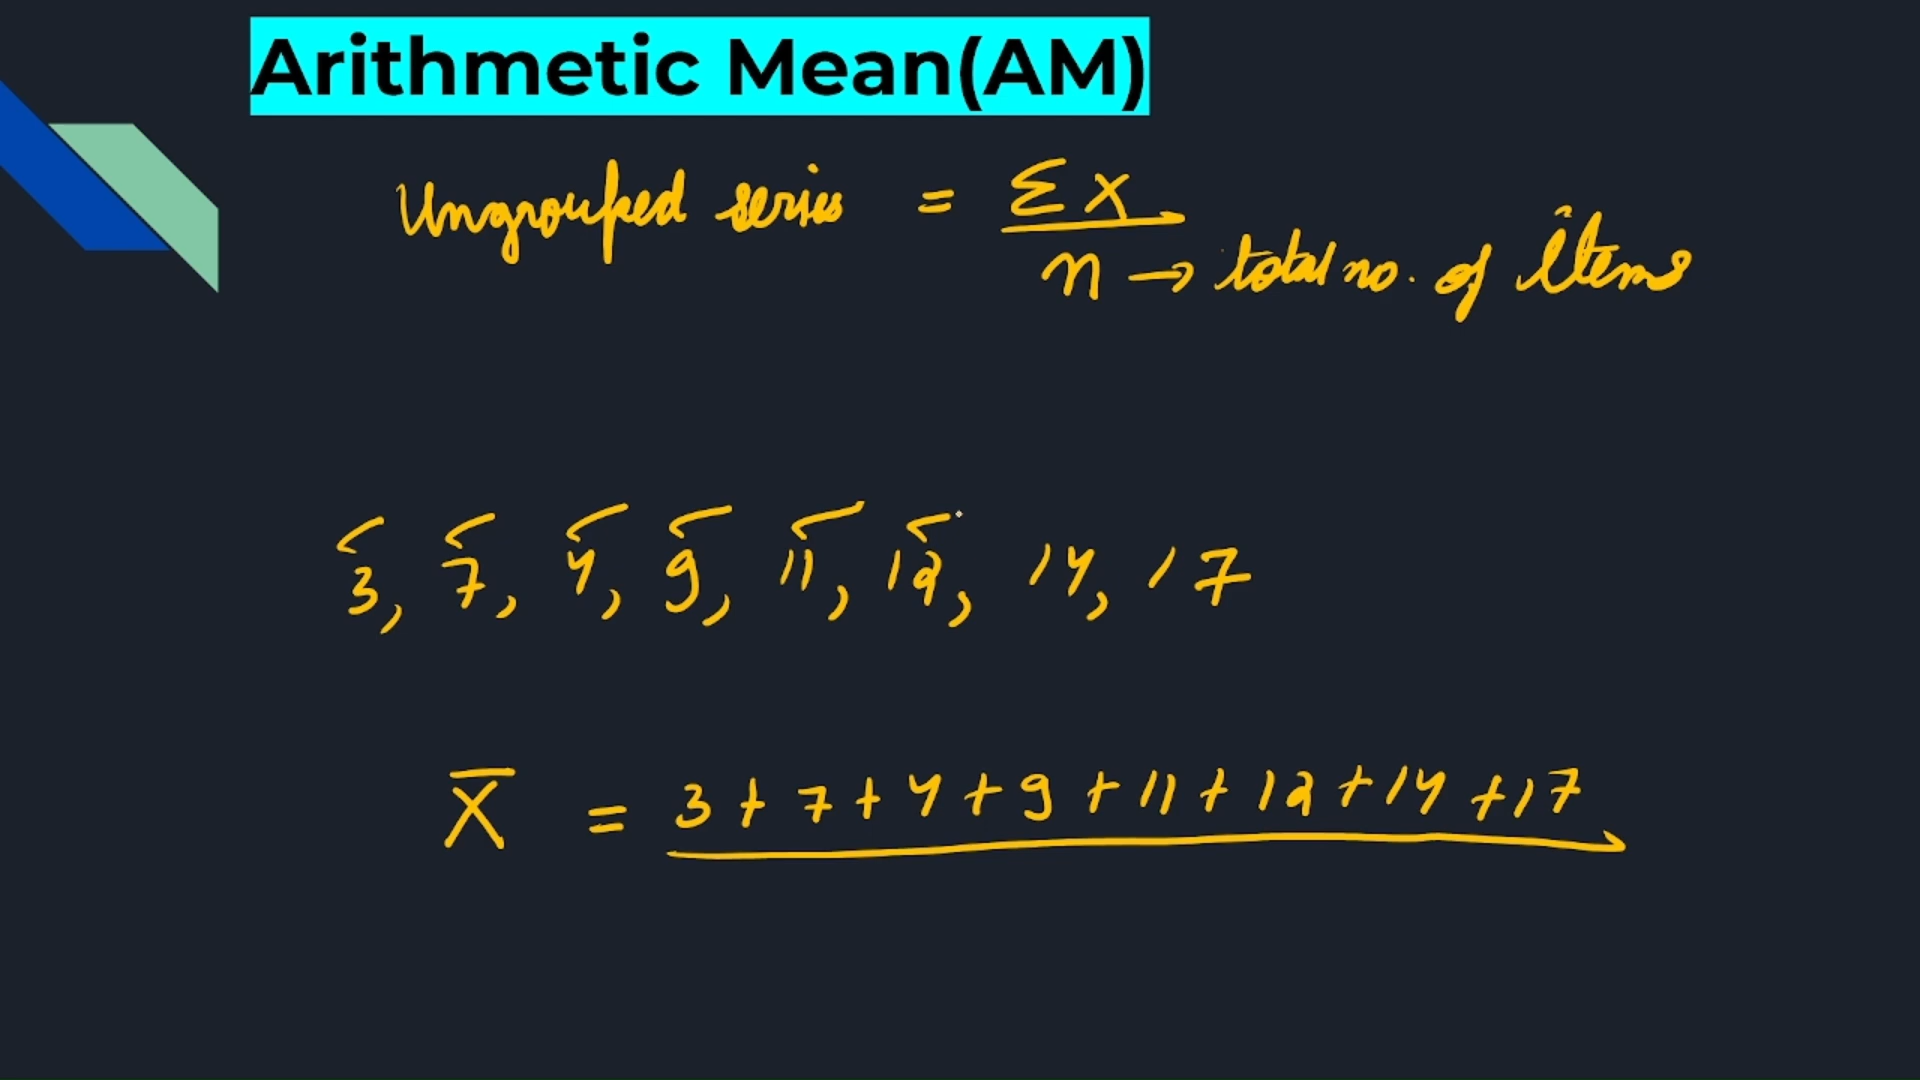 Arithmetic Mean(AM)
Ungrouped series = Σx
n → total no. of items
3, 7, 4, 9, 11, 12, 14, 17
X̄ = 3 + 7 + 4 + 9 + 11 + 12 + 14 + 17